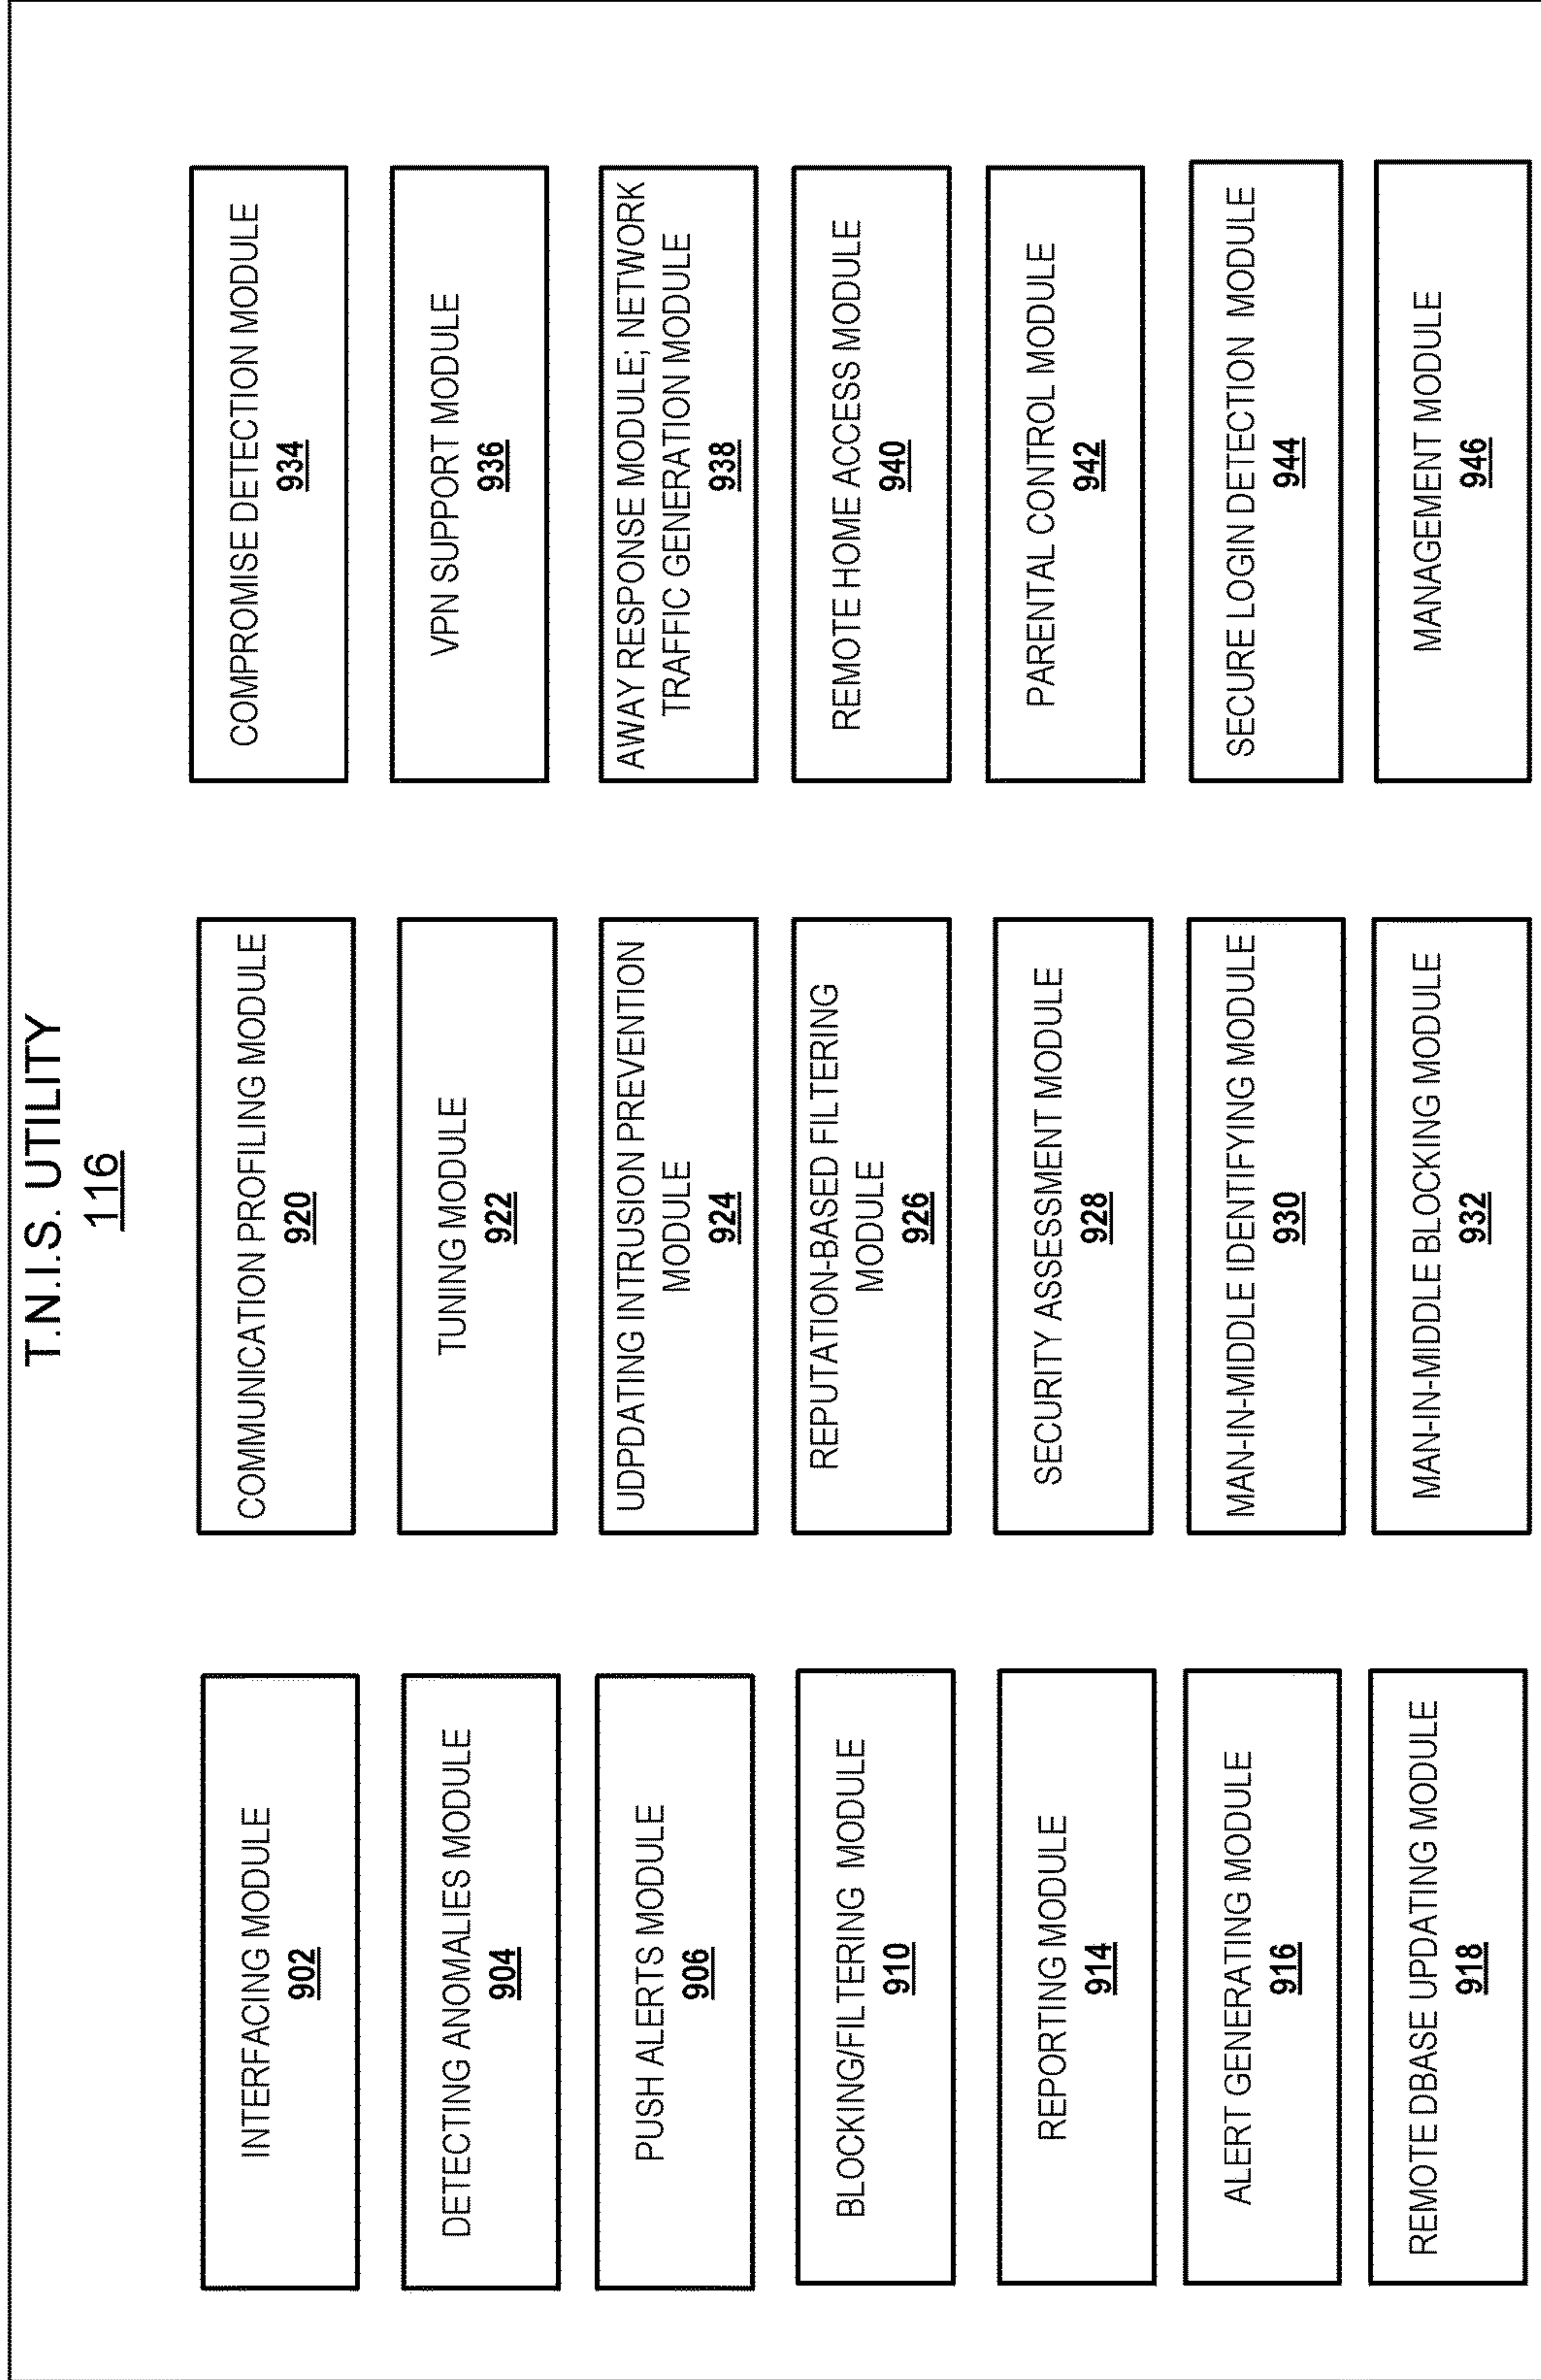 T.N.I.S. UTILITY
116
INTERFACING MODULE
902
DETECTING ANOMALIES MODULE
904
PUSH ALERTS MODULE
906
BLOCKING/FILTERING MODULE
910
REPORTING MODULE
914
ALERT GENERATING MODULE
916
REMOTE DBASE UPDATING MODULE
918
COMMUNICATION PROFILING MODULE
920
TUNING MODULE
922
UDPDATING INTRUSION PREVENTION
MODULE
924
REPUTATION-BASED FILTERING
MODULE
926
SECURITY ASSESSMENT MODULE
928
MAN-IN-MIDDLE IDENTIFYING MODULE
930
MAN-IN-MIDDLE BLOCKING MODULE
932
COMPROMISE DETECTION MODULE
934
VPN SUPPORT MODULE
936
AWAY RESPONSE MODULE; NETWORK
TRAFFIC GENERATION MODULE
938
REMOTE HOME ACCESS MODULE
940
PARENTAL CONTROL MODULE
942
SECURE LOGIN DETECTION MODULE
944
MANAGEMENT MODULE
946